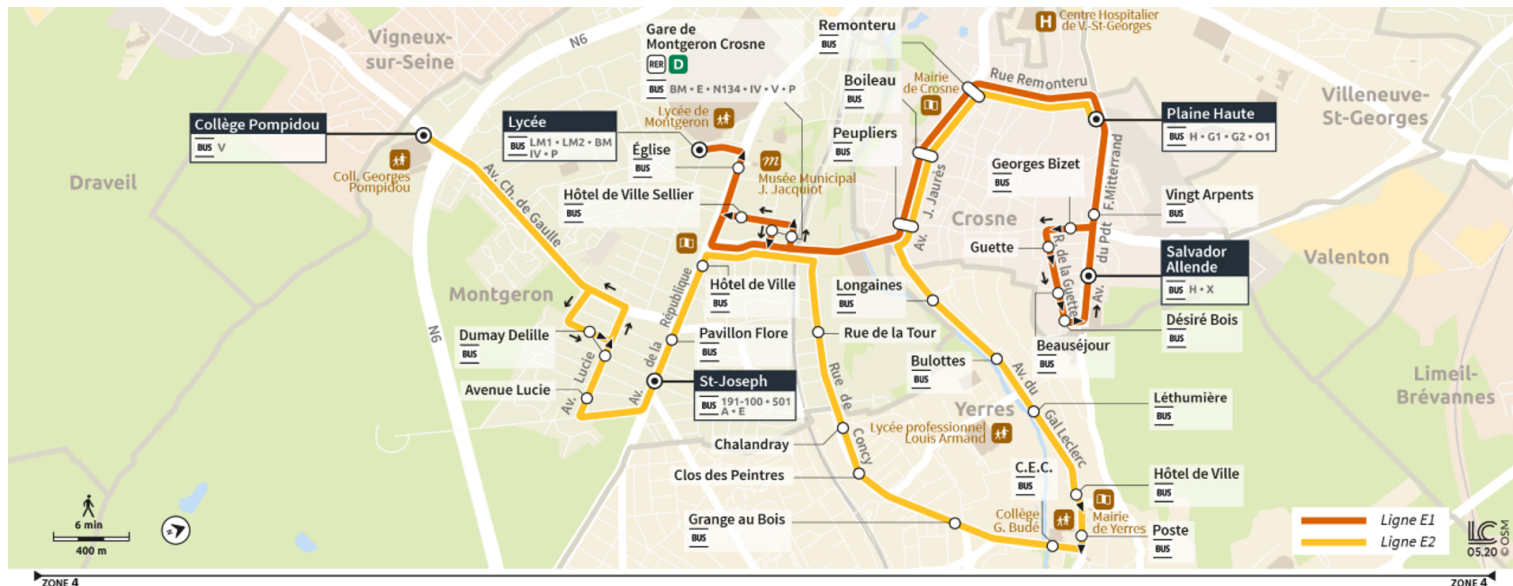 Vigneux-
sur-Seine
N6
Gare de
Montgeron Crosne
RER D
BUS BM • E • N134 • IV • V • P
Remonteru
BUS
H
Centre Hospitalier
de V.-St-Georges
Boileau
BUS
Mairie
de Crosne
Rue Remonteru
Villeneuve-
St-Georges
Collège Pompidou
BUS V
Lycée
BUS LM1 • LM2 • BM
IV • P
Lycée de
Montgeron
Peupliers
BUS
Plaine Haute
BUS H • G1 • G2 • O1
Coll. Georges
Pompidou
Église
BUS
m
Musée Municipal
J. Jacquiot
Georges Bizet
BUS
Draveil
Av. Ch. de Gaulle
Hôtel de Ville Sellier
BUS
Av. J. Jaurès
Crosne
Av. du Pdt F.Mitterrand
Vingt Arpents
BUS
Guette
R. de la Guette
Salvador
Allende
BUS H • X
Valenton
Montgeron
Hôtel de Ville
BUS
Longaines
BUS
Désiré Bois
BUS
N6
Dumay Delille
BUS
Av. de la République
Pavillon Flore
BUS
Rue de la Tour
Beauséjour
BUS
Avenue Lucie
Av. Lucie
St-Joseph
BUS 191-100 • 501
A • E
Bulottes
BUS
Av. du Gal Leclerc
Limeil-
Brévannes
Léthumière
BUS
Yerres
Chalandray
Rue de Concy
Lycée professionnel
Louis Armand
Clos des Peintres
C.E.C.
BUS
Hôtel de Ville
BUS
Grange au Bois
BUS
Collège
G. Budé
Mairie
de Yerres
Poste
BUS
6 min
400 m
Ligne E1
Ligne E2
LC
05.20
© OSM
ZONE 4
ZONE 4